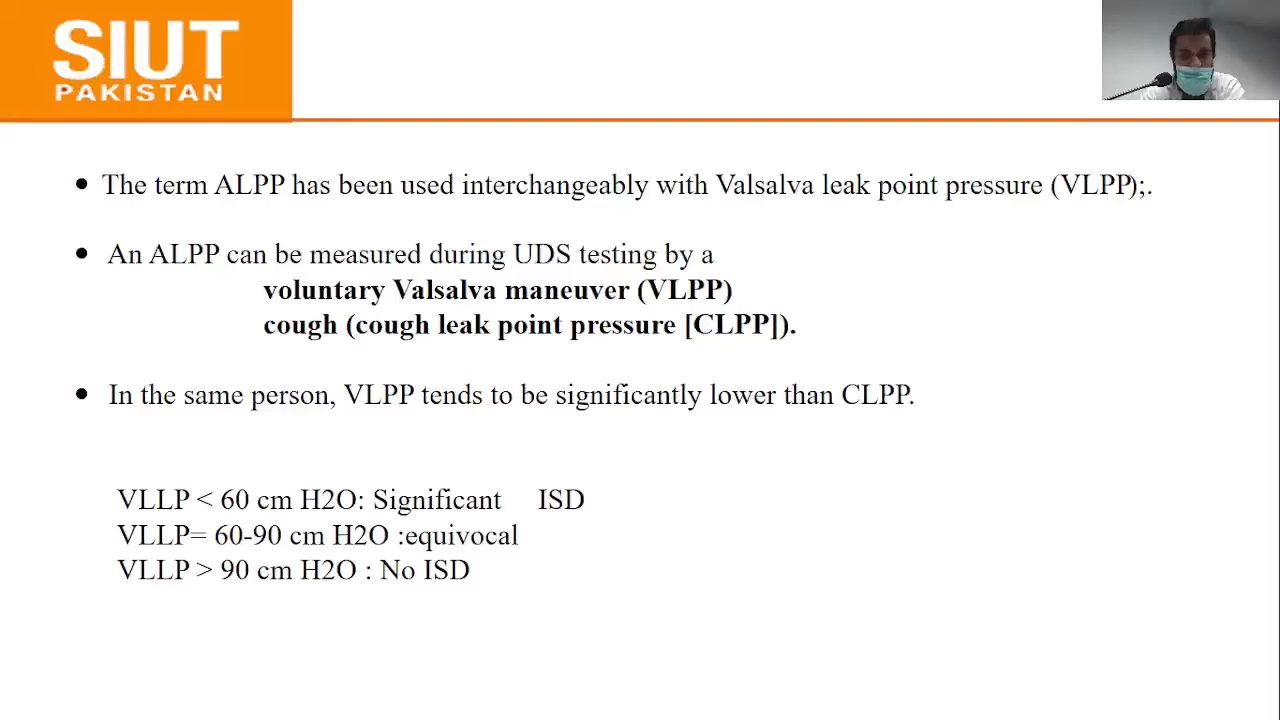 SIUT
PAKISTAN
• The term ALPP has been used interchangeably with Valsalva leak point pressure (VLPP);.
• An ALPP can be measured during UDS testing by a
voluntary Valsalva maneuver (VLPP)
cough (cough leak point pressure [CLPP]).
• In the same person, VLPP tends to be significantly lower than CLPP.
VLLP < 60 cm H2O: Significant ISD
VLLP= 60-90 cm H2O :equivocal
VLLP > 90 cm H2O : No ISD